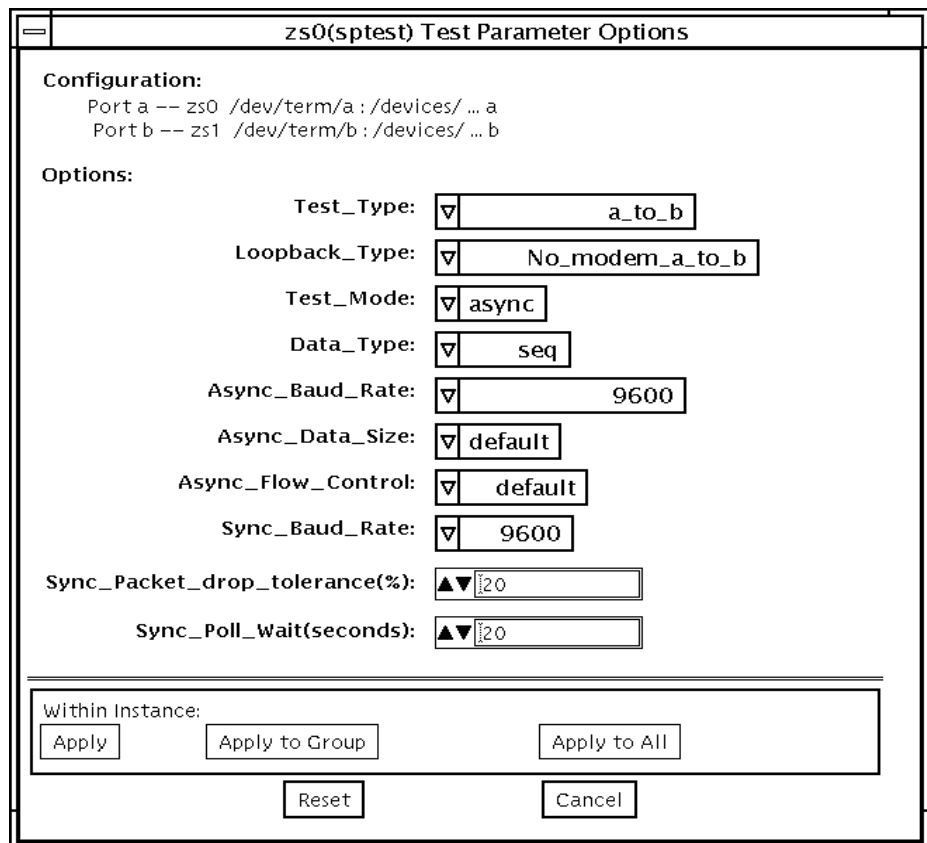 zs0(sptest) Test Parameter Options
Configuration:
Port a –– zs0 /dev/term/a : /devices/ ... a
Port b –– zs1 /dev/term/b : /devices/ ... b
Options:
Test_Type: a_to_b
Loopback_Type: No_modem_a_to_b
Test_Mode: async
Data_Type: seq
Async_Baud_Rate: 9600
Async_Data_Size: default
Async_Flow_Control: default
Sync_Baud_Rate: 9600
Sync_Packet_drop_tolerance(%): 20
Sync_Poll_Wait(seconds): 20
Within Instance:
Apply Apply to Group Apply to All
Reset Cancel